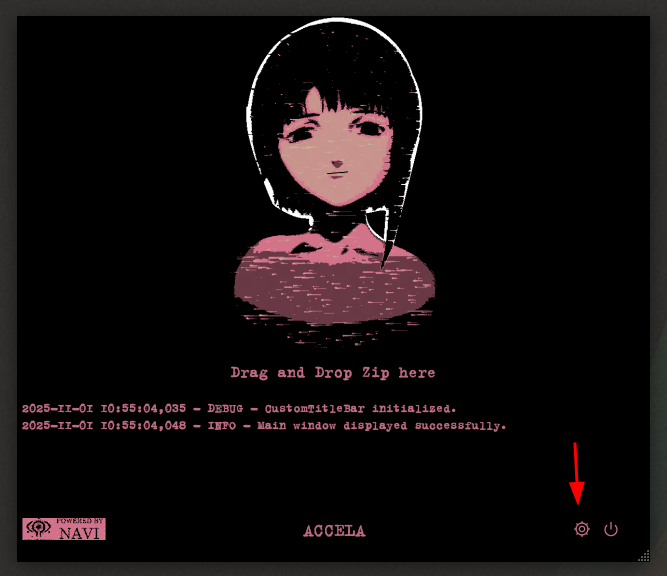 Drag and Drop Zip here
2025-11-01 10:55:04,035 - DEBUG - CustomTitleBar initialized.
2025-11-01 10:55:04,048 - INFO - Main window displayed successfully.
POWERED BY
NAVI
ACCELA